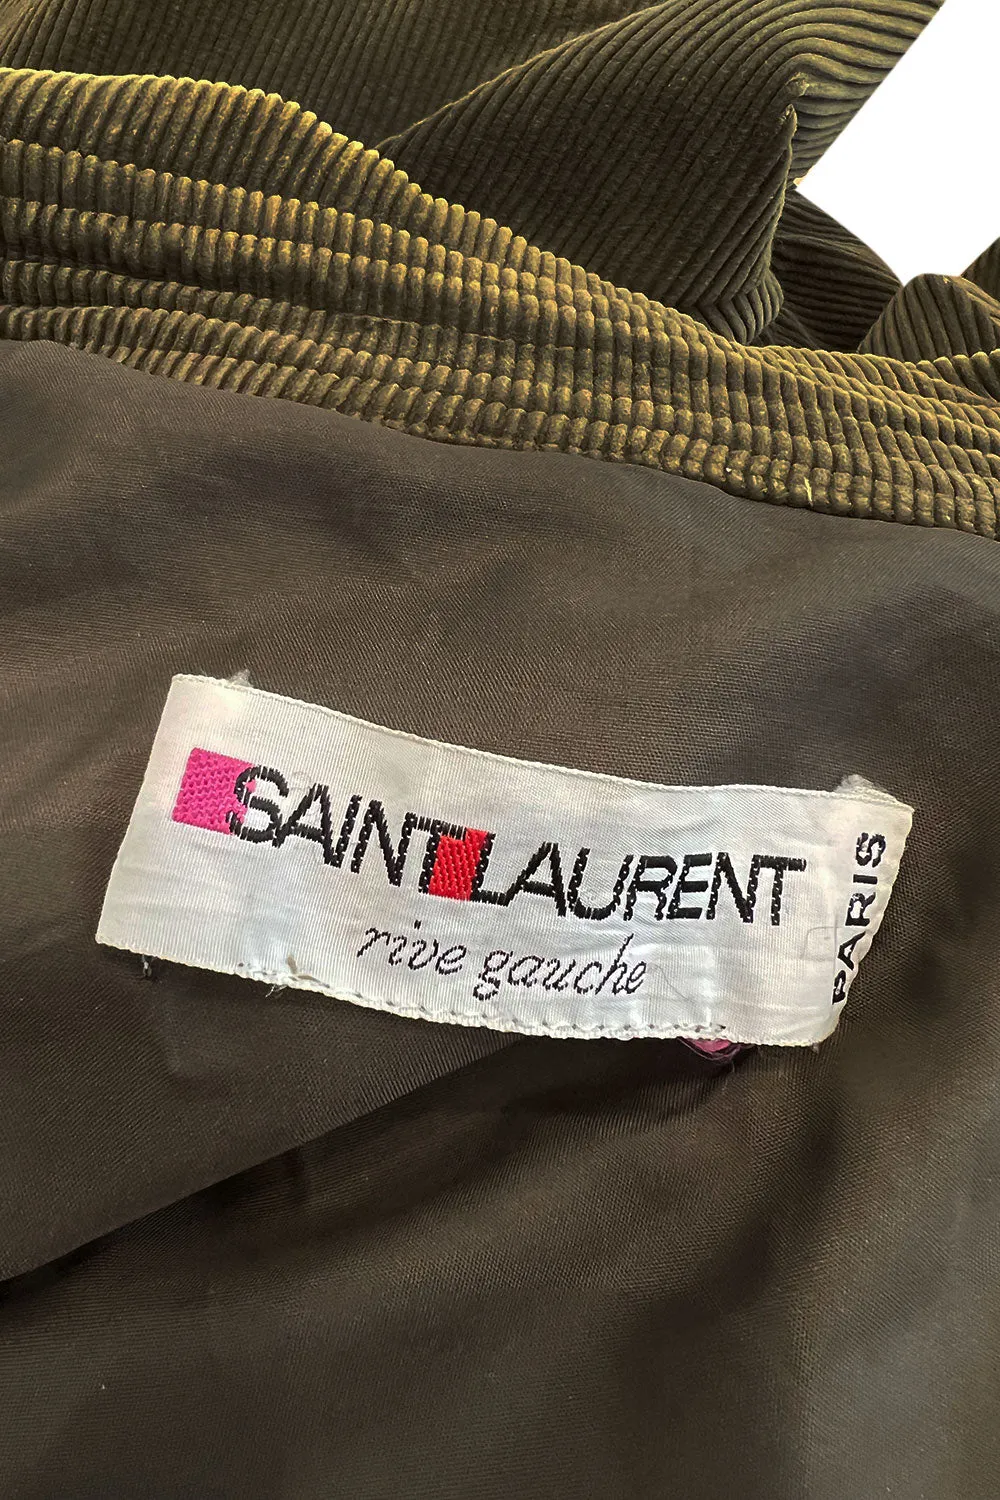 SAINT LAURENT
rive gauche
PARIS